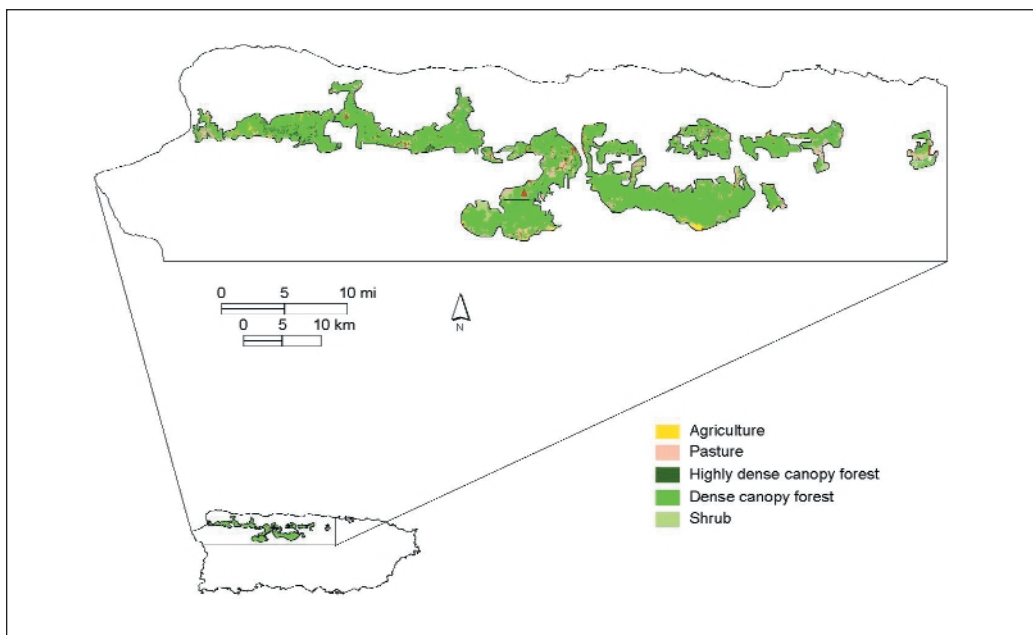 0 5 10 mi
0 5 10 km
N
Agriculture
Pasture
Highly dense canopy forest
Dense canopy forest
Shrub